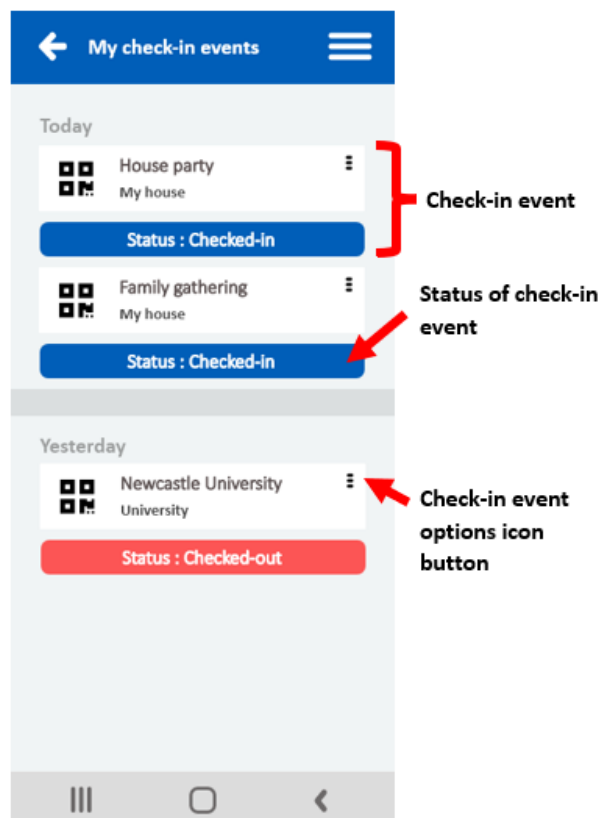 My check-in events
Today
House party
My house
Check-in event
Status : Checked-in
Family gathering
My house
Status of check-in
event
Status : Checked-in
Yesterday
Newcastle University
University
Check-in event
options icon
button
Status : Checked-out